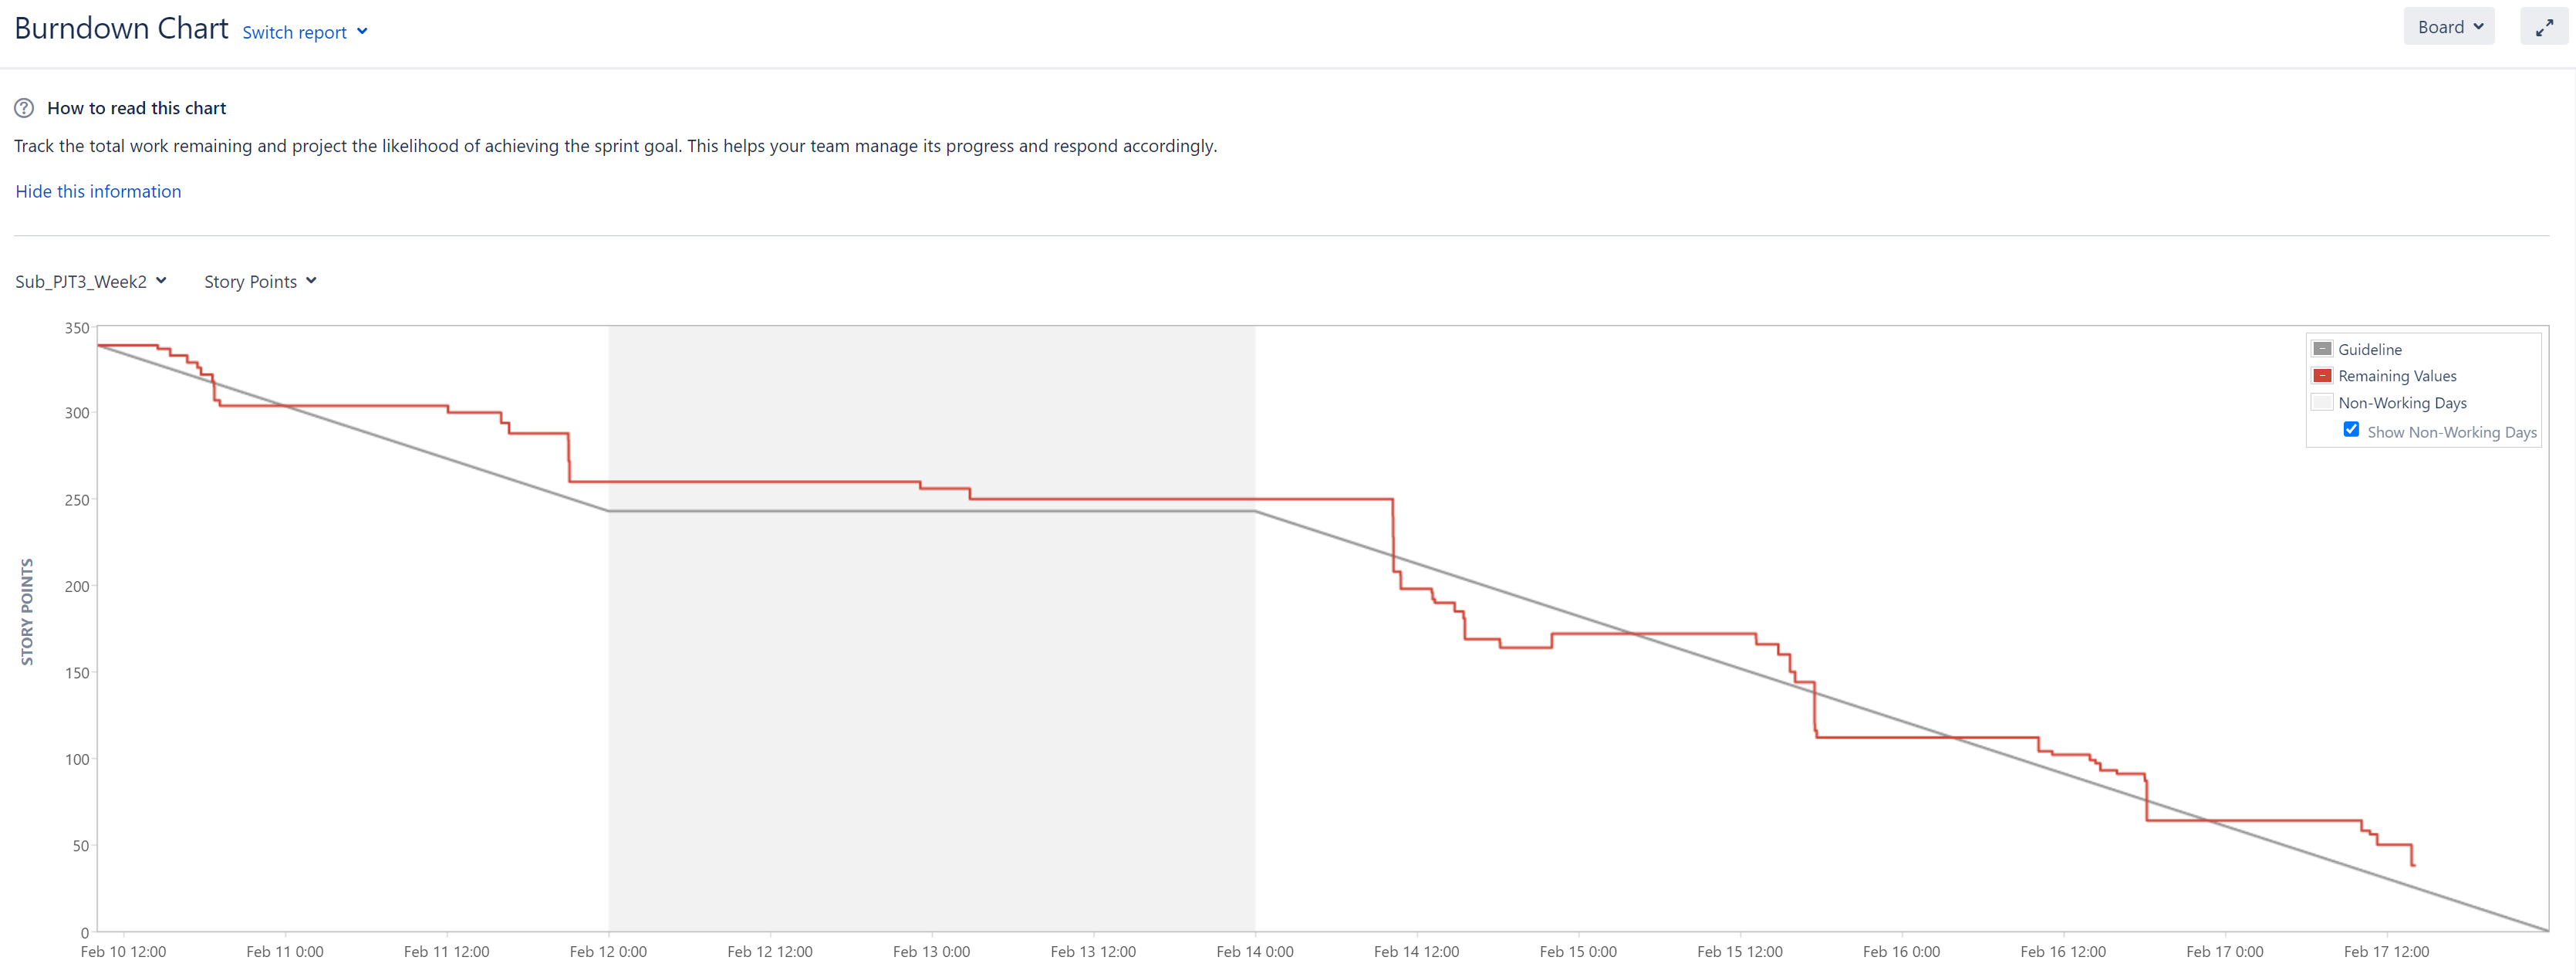 Burndown Chart Switch report
Board
How to read this chart
Track the total work remaining and project the likelihood of achieving the sprint goal. This helps your team manage its progress and respond accordingly.
Hide this information
Sub_PJT3_Week2 Story Points
STORY POINTS
350
300
250
200
150
100
50
0
Guideline
Remaining Values
Non-Working Days
Show Non-Working Days
Feb 10 12:00 Feb 11 0:00 Feb 11 12:00 Feb 12 0:00 Feb 12 12:00 Feb 13 0:00 Feb 13 12:00 Feb 14 0:00 Feb 14 12:00 Feb 15 0:00 Feb 15 12:00 Feb 16 0:00 Feb 16 12:00 Feb 17 0:00 Feb 17 12:00